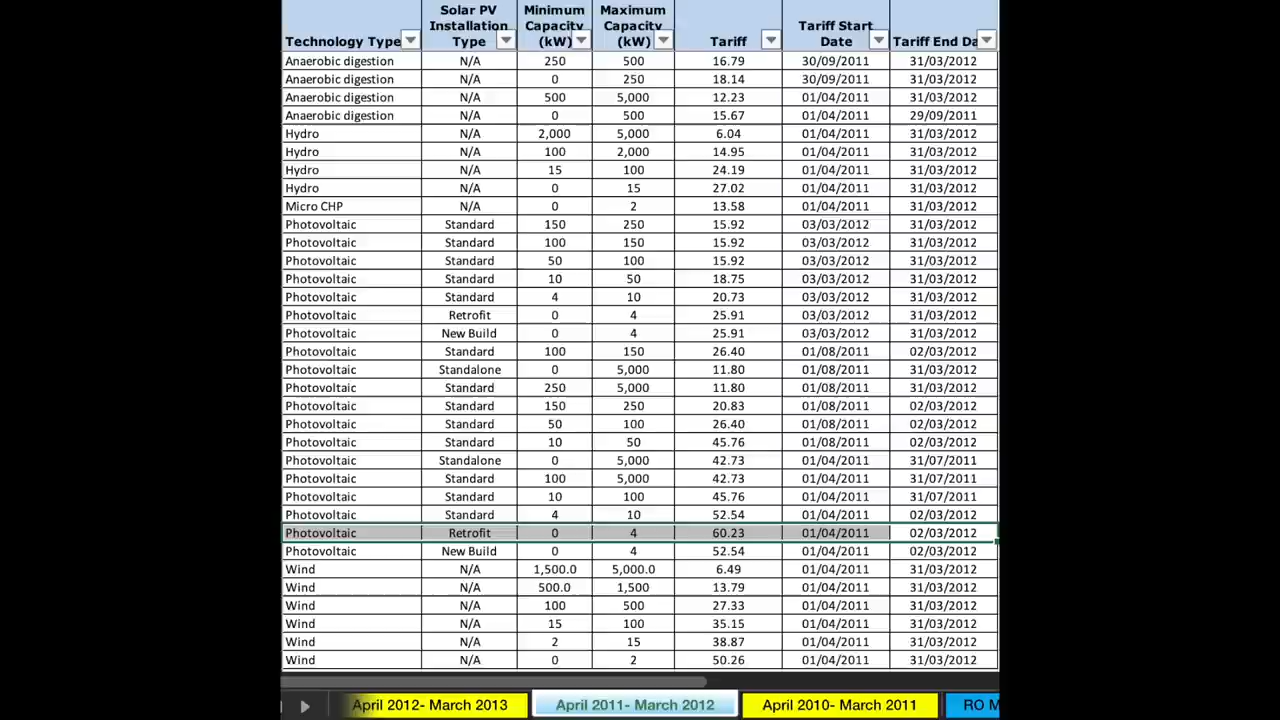 Technology Type Solar PV Installation Type Minimum Capacity (kW) Maximum Capacity (kW) Tariff Tariff Start Date Tariff End Da
Anaerobic digestion N/A 250 500 16.79 30/09/2011 31/03/2012
Anaerobic digestion N/A 0 250 18.14 30/09/2011 31/03/2012
Anaerobic digestion N/A 500 5,000 12.23 01/04/2011 31/03/2012
Anaerobic digestion N/A 0 500 15.67 01/04/2011 29/09/2011
Hydro N/A 2,000 5,000 6.04 01/04/2011 31/03/2012
Hydro N/A 100 2,000 14.95 01/04/2011 31/03/2012
Hydro N/A 15 100 24.19 01/04/2011 31/03/2012
Hydro N/A 0 15 27.02 01/04/2011 31/03/2012
Micro CHP N/A 0 2 13.58 01/04/2011 31/03/2012
Photovoltaic Standard 150 250 15.92 03/03/2012 31/03/2012
Photovoltaic Standard 100 150 15.92 03/03/2012 31/03/2012
Photovoltaic Standard 50 100 15.92 03/03/2012 31/03/2012
Photovoltaic Standard 10 50 18.75 03/03/2012 31/03/2012
Photovoltaic Standard 4 10 20.73 03/03/2012 31/03/2012
Photovoltaic Retrofit 0 4 25.91 03/03/2012 31/03/2012
Photovoltaic New Build 0 4 25.91 03/03/2012 31/03/2012
Photovoltaic Standard 100 150 26.40 01/08/2011 02/03/2012
Photovoltaic Standalone 0 5,000 11.80 01/08/2011 31/03/2012
Photovoltaic Standard 250 5,000 11.80 01/08/2011 31/03/2012
Photovoltaic Standard 150 250 20.83 01/08/2011 02/03/2012
Photovoltaic Standard 50 100 26.40 01/08/2011 02/03/2012
Photovoltaic Standard 10 50 45.76 01/08/2011 02/03/2012
Photovoltaic Standalone 0 5,000 42.73 01/04/2011 31/07/2011
Photovoltaic Standard 100 5,000 42.73 01/04/2011 31/07/2011
Photovoltaic Standard 10 100 45.76 01/04/2011 31/07/2011
Photovoltaic Standard 4 10 52.54 01/04/2011 02/03/2012
Photovoltaic Retrofit 0 4 60.23 01/04/2011 02/03/2012
Photovoltaic New Build 0 4 52.54 01/04/2011 02/03/2012
Wind N/A 1,500.0 5,000.0 6.49 01/04/2011 31/03/2012
Wind N/A 500.0 1,500 13.79 01/04/2011 31/03/2012
Wind N/A 100 500 27.33 01/04/2011 31/03/2012
Wind N/A 15 100 35.15 01/04/2011 31/03/2012
Wind N/A 2 15 38.87 01/04/2011 31/03/2012
Wind N/A 0 2 50.26 01/04/2011 31/03/2012
April 2012- March 2013 April 2011- March 2012 April 2010- March 2011 RO M